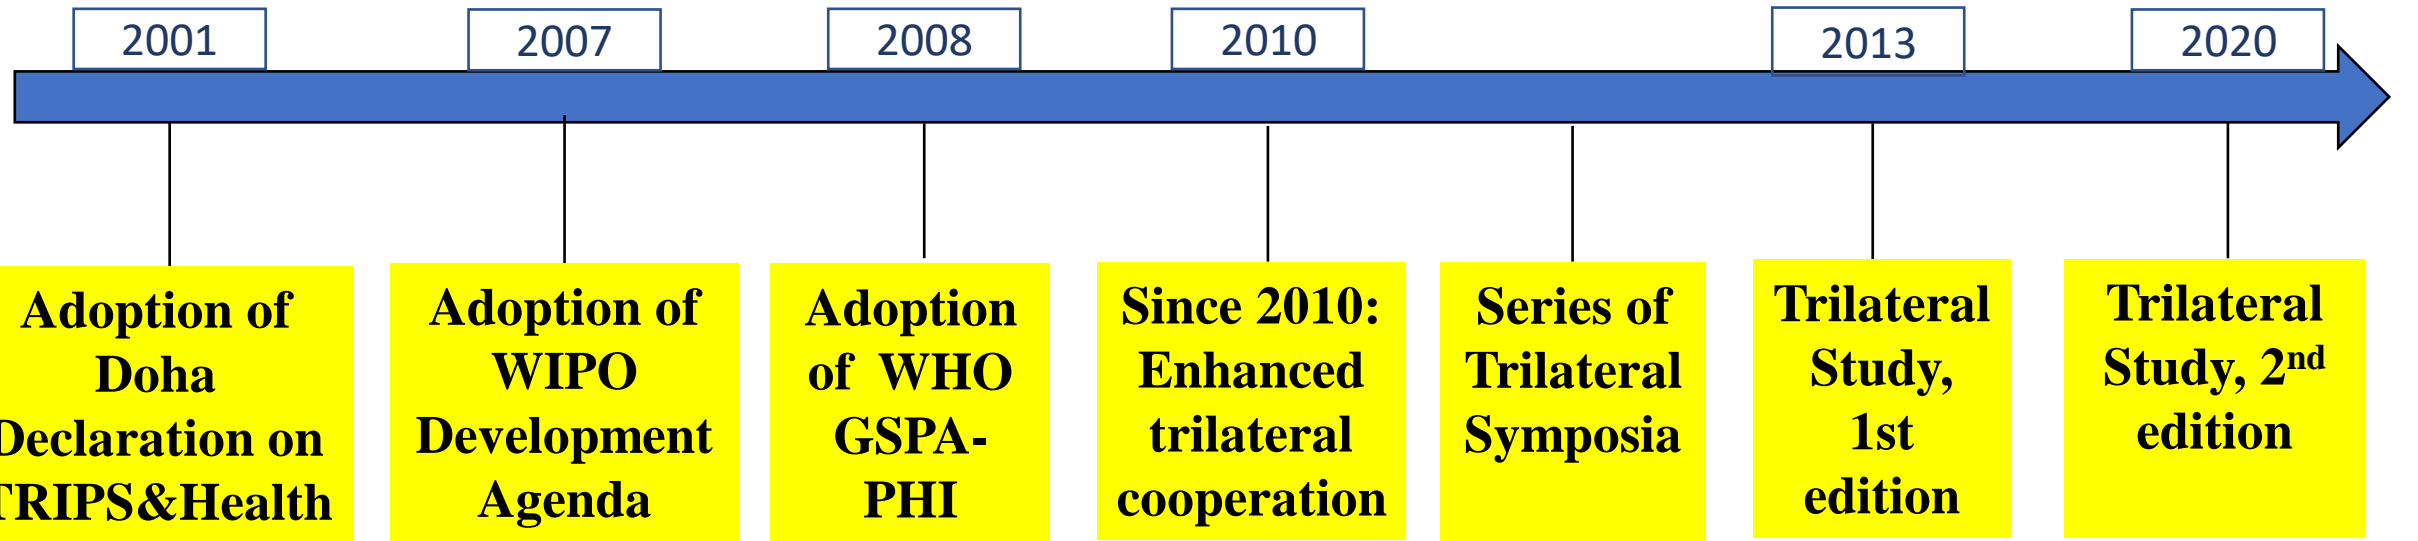 2001
2007
2008
2010
2013
2020
Adoption of
Doha
Declaration on
TRIPS&Health
Adoption of
WIPO
Development
Agenda
Adoption
of WHO
GSPA-
PHI
Since 2010:
Enhanced
trilateral
cooperation
Series of
Trilateral
Symposia
Trilateral
Study,
1st
edition
Trilateral
Study, 2nd
edition